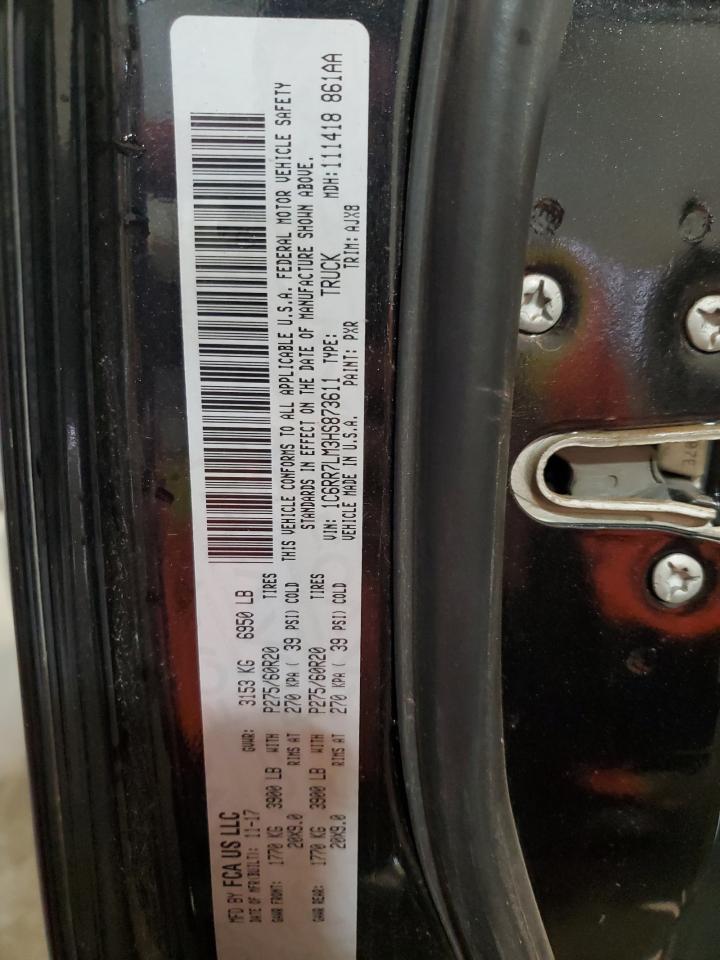 MFD BY FCA US LLC
DATE OF MFR(BUILT): 11-17 GVWR: 3153 KG 6950 LB
GAWR FRONT: 1770 KG 3900 LB WITH P275/60R20 TIRES
20X9.0 RIMS AT 270 KPA ( 39 PSI) COLD
GAWR REAR: 1770 KG 3900 LB WITH P275/60R20 TIRES
20X9.0 RIMS AT 270 KPA ( 39 PSI) COLD
THIS VEHICLE CONFORMS TO ALL APPLICABLE U.S.A. FEDERAL MOTOR VEHICLE SAFETY
STANDARDS IN EFFECT ON THE DATE OF MANUFACTURE SHOWN ABOVE.
VIN: 1C6RR7LM3HS873611 TYPE: TRUCK MDH:111418 861AA
VEHICLE MADE IN U.S.A. PAINT: PXR TRIM: AJX8